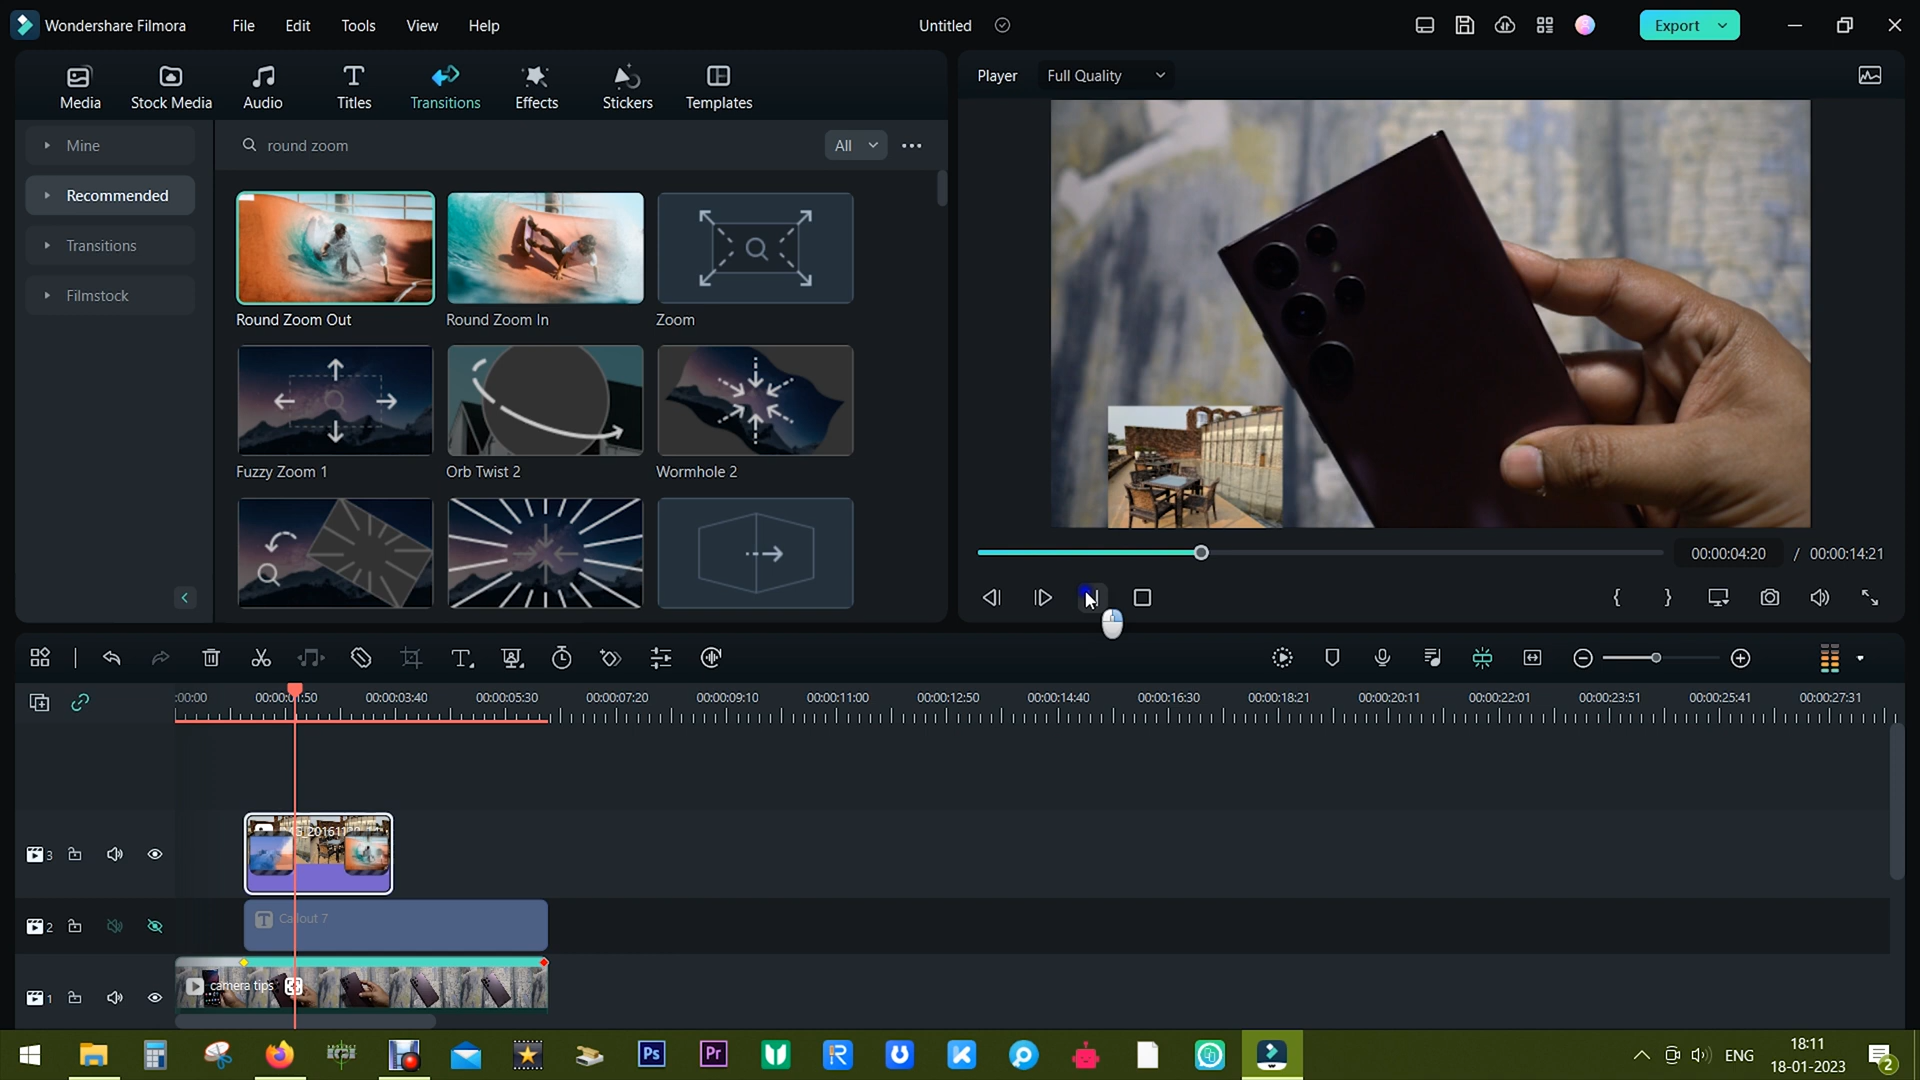 Wondershare Filmora
File Edit Tools View Help
Untitled
Export
Media Stock Media Audio Titles Transitions Effects Stickers Templates
Player Full Quality
Mine
round zoom
All
Recommended
Transitions
Filmstock
Round Zoom Out
Round Zoom In
Zoom
Fuzzy Zoom 1
Orb Twist 2
Wormhole 2
00:00:04:20 / 00:00:14:21
:00:00 00:00:01:50 00:00:03:40 00:00:05:30 00:00:07:20 00:00:09:10 00:00:11:00 00:00:12:50 00:00:14:40 00:00:16:30 00:00:18:21 00:00:20:11 00:00:22:01 00:00:23:51 00:00:25:41 00:00:27:31
3
2
Callout 7
camera tips
1
Ps
Pr
ENG
18:11
18-01-2023
2